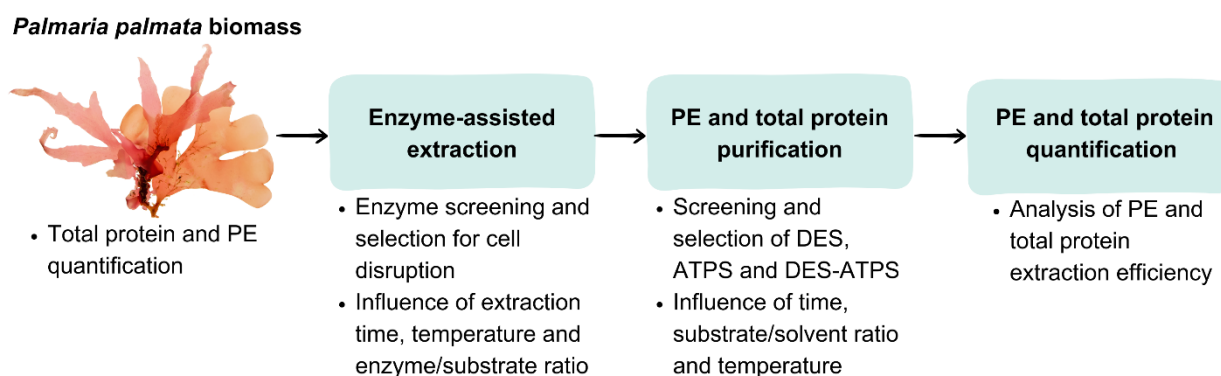 Palmaria palmata biomass
• Total protein and PE
quantification
Enzyme-assisted
extraction
• Enzyme screening and
selection for cell
disruption
• Influence of extraction
time, temperature and
enzyme/substrate ratio
PE and total protein
purification
• Screening and
selection of DES,
ATPS and DES-ATPS
• Influence of time,
substrate/solvent ratio
and temperature
PE and total protein
quantification
• Analysis of PE and
total protein
extraction efficiency